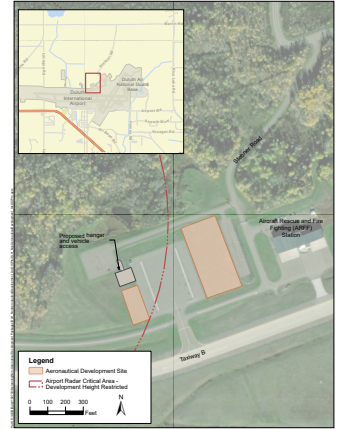 Duluth Air
National Guard
Base
Duluth
International
Airport
Stebner Road
Aircraft Rescue and Fire
Fighting (ARFF)
Station
Proposed hangar
and vehicle
access
Taxiway B
Legend
Aeronautical Development Site
Airport Radar Critical Area -
Development Height Restricted
0 100 200 300
Feet
N